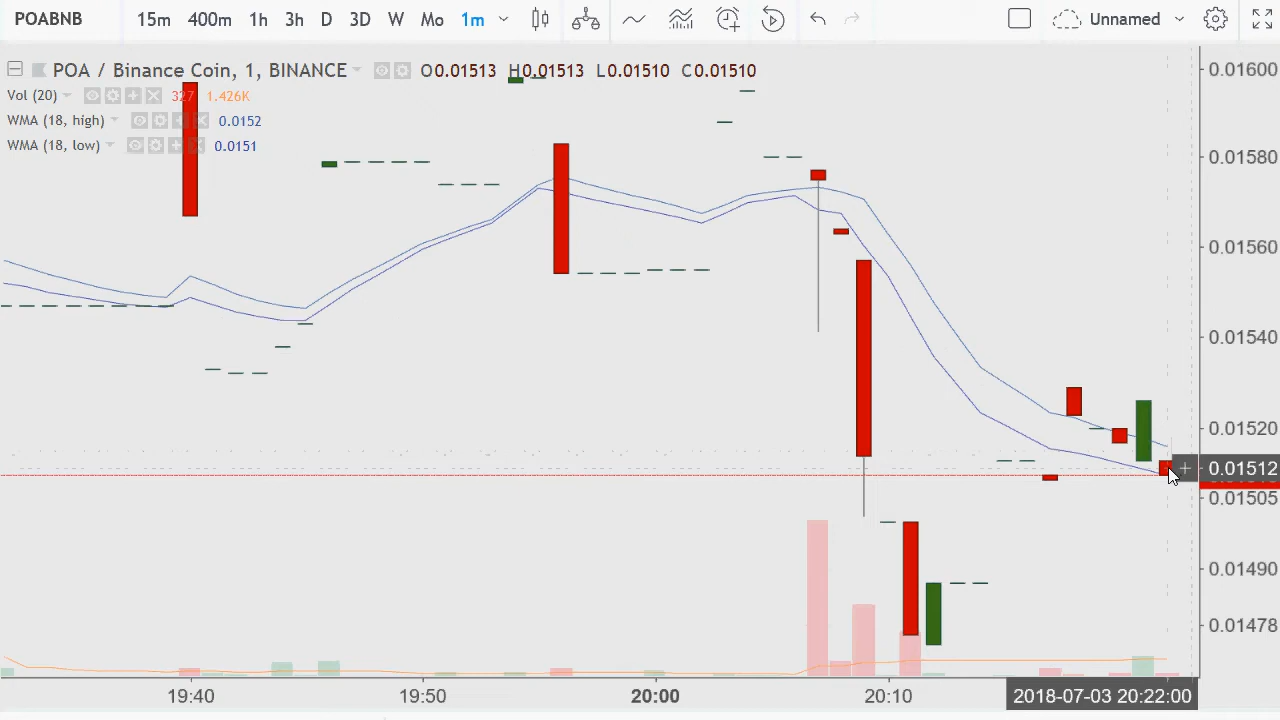 POABNB 15m 400m 1h 3h D 3D W Mo 1m Unnamed
POA / Binance Coin, 1, BINANCE O0.01513 H0.01513 L0.01510 C0.01510
Vol (20) 327 1.426K
WMA (18, high) 0.0152
WMA (18, low) 0.0151
0.01600
0.01580
0.01560
0.01540
0.01520
0.01512
0.01505
0.01490
0.01478
19:40 19:50 20:00 20:10 2018-07-03 20:22:00